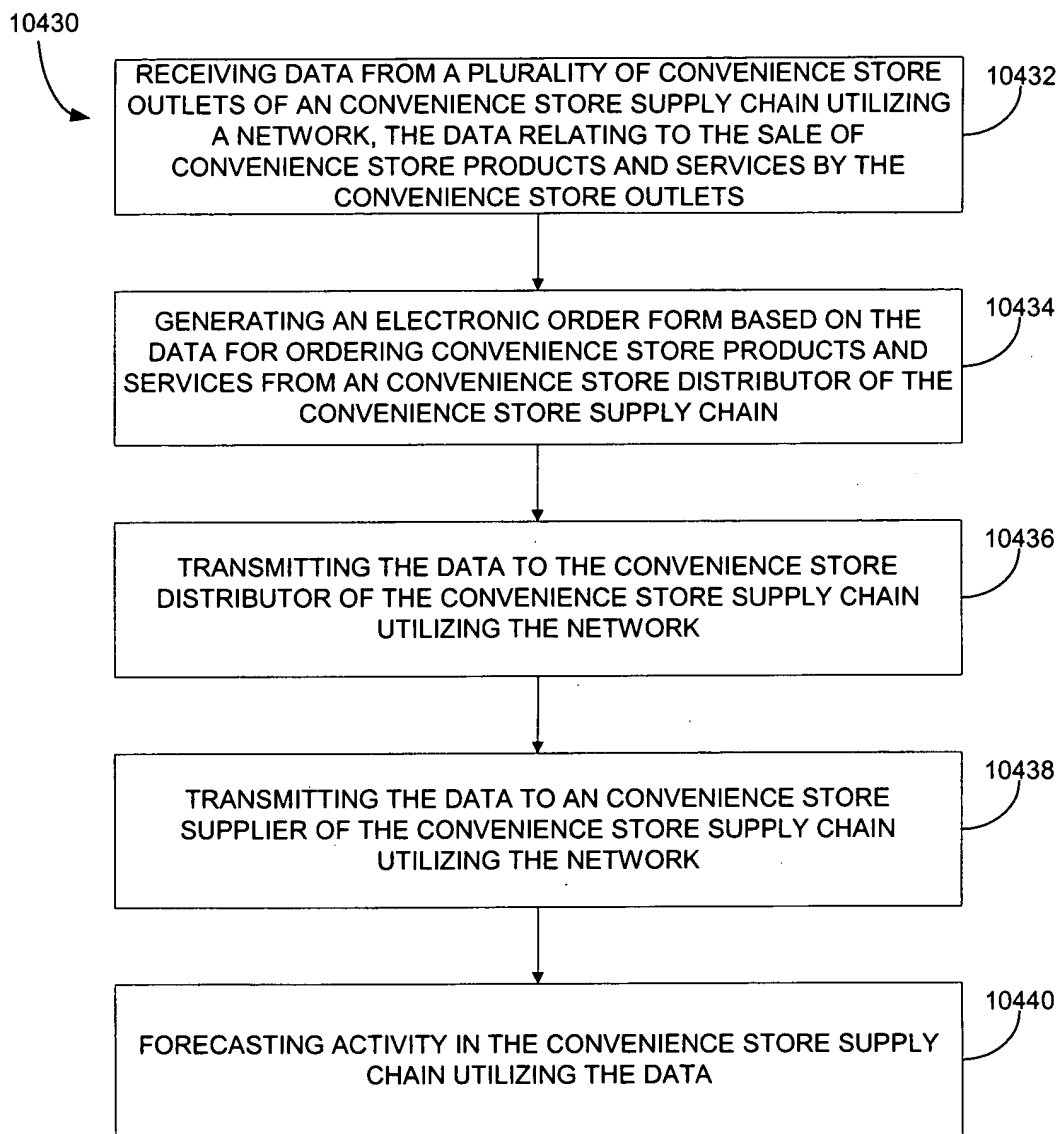 10430
RECEIVING DATA FROM A PLURALITY OF CONVENIENCE STORE
OUTLETS OF AN CONVENIENCE STORE SUPPLY CHAIN UTILIZING
A NETWORK, THE DATA RELATING TO THE SALE OF
CONVENIENCE STORE PRODUCTS AND SERVICES BY THE
CONVENIENCE STORE OUTLETS
10432
GENERATING AN ELECTRONIC ORDER FORM BASED ON THE
DATA FOR ORDERING CONVENIENCE STORE PRODUCTS AND
SERVICES FROM AN CONVENIENCE STORE DISTRIBUTOR OF THE
CONVENIENCE STORE SUPPLY CHAIN
10434
TRANSMITTING THE DATA TO THE CONVENIENCE STORE
DISTRIBUTOR OF THE CONVENIENCE STORE SUPPLY CHAIN
UTILIZING THE NETWORK
10436
TRANSMITTING THE DATA TO AN CONVENIENCE STORE
SUPPLIER OF THE CONVENIENCE STORE SUPPLY CHAIN
UTILIZING THE NETWORK
10438
FORECASTING ACTIVITY IN THE CONVENIENCE STORE SUPPLY
CHAIN UTILIZING THE DATA
10440